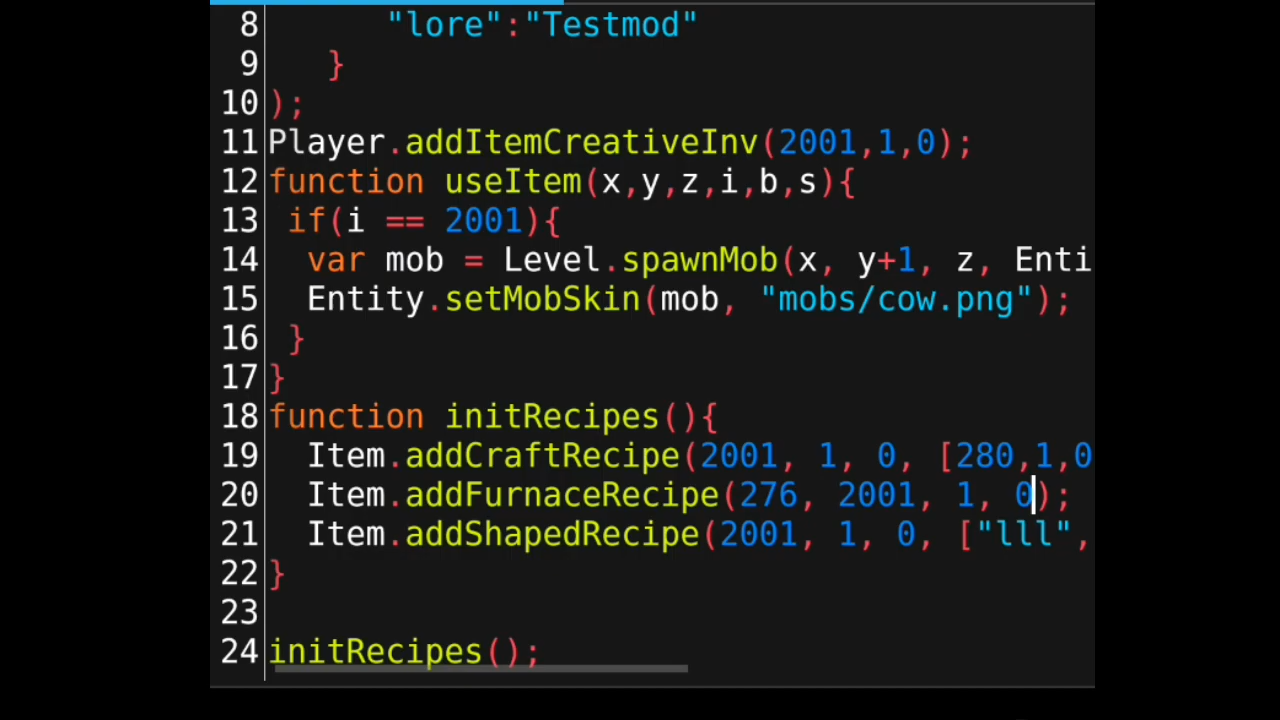 8 "lore":"Testmod"
9 }
10 );
11 Player.addItemCreativeInv(2001,1,0);
12 function useItem(x,y,z,i,b,s){
13 if(i == 2001){
14 var mob = Level.spawnMob(x, y+1, z, Enti
15 Entity.setMobSkin(mob, "mobs/cow.png");
16 }
17 }
18 function initRecipes(){
19 Item.addCraftRecipe(2001, 1, 0, [280,1,0
20 Item.addFurnaceRecipe(276, 2001, 1, 0);
21 Item.addShapedRecipe(2001, 1, 0, ["lll",
22 }
23
24 initRecipes();